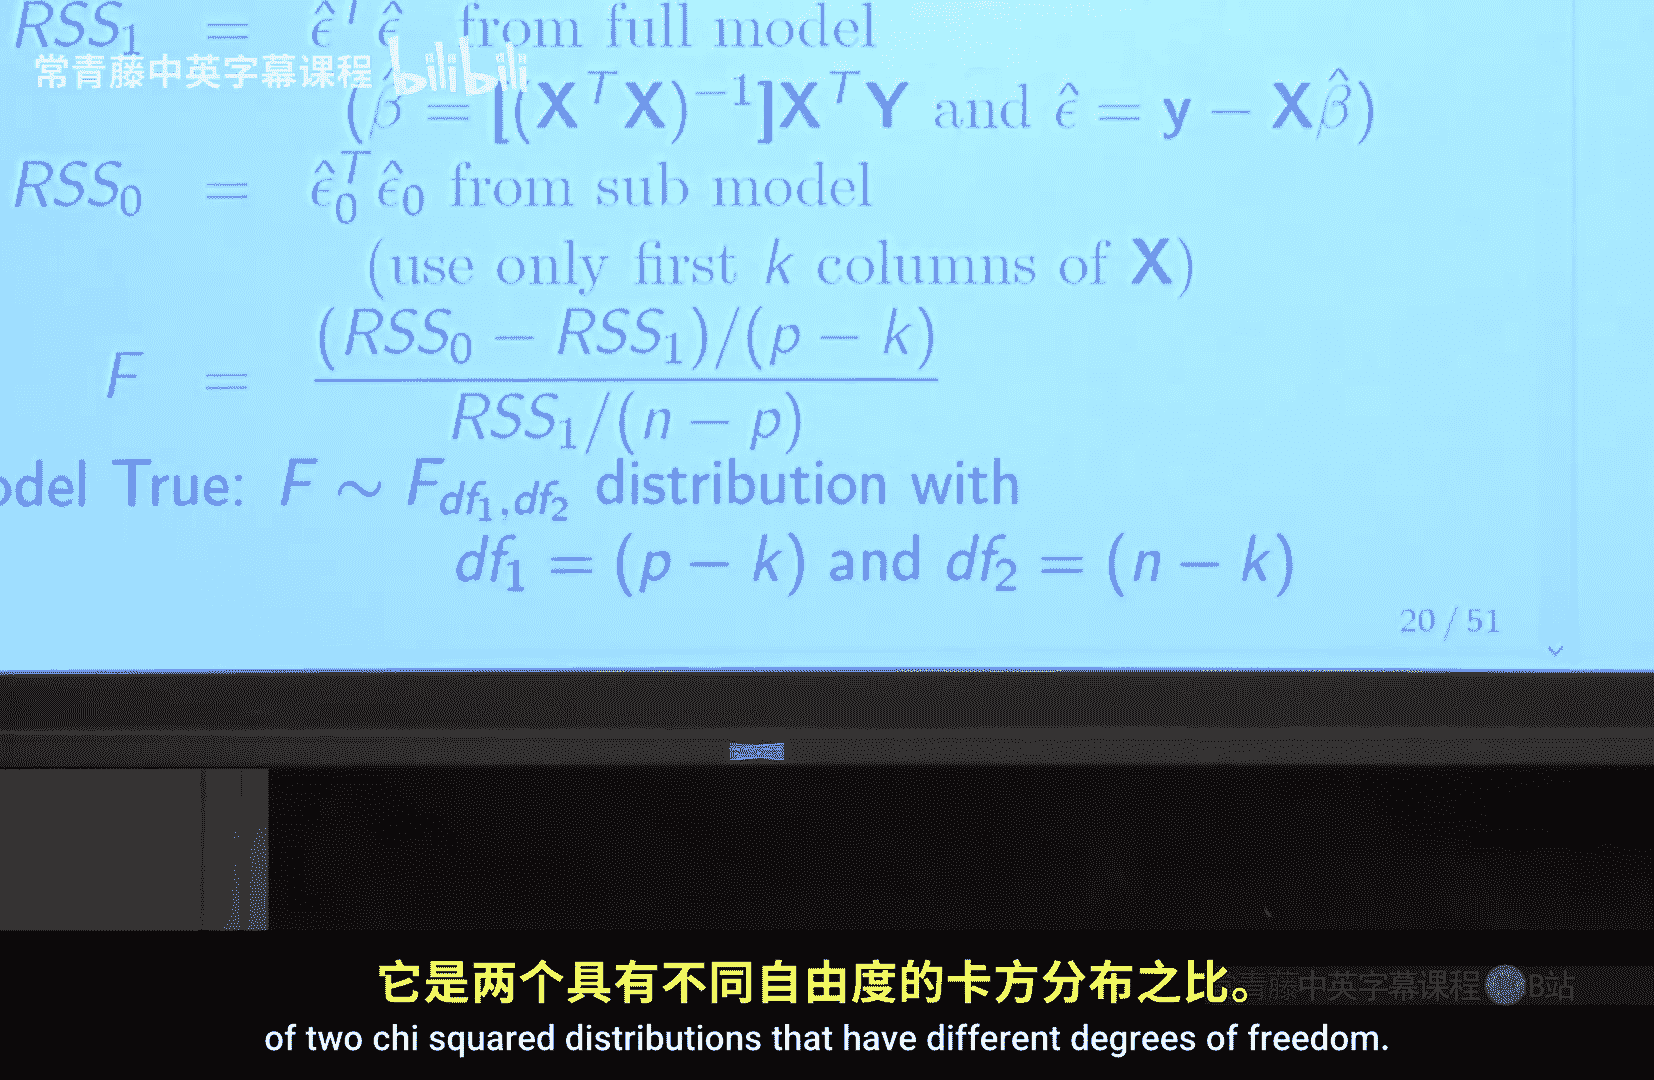 RSS₁ = ε̂ᵀ ε̂ from full model
常青藤中英字幕课程 bilibili
(β̂ = [(XᵀX)⁻¹]XᵀY and ε̂ = y − Xβ̂)
RSS₀ = ε̂₀ᵀ ε̂₀ from sub model
(use only first k columns of X)
F = (RSS₀ − RSS₁)/(p − k)
RSS₁/(n − p)
odel True: F ∼ F_df₁,df₂ distribution with
df₁ = (p − k) and df₂ = (n − k)
20 / 51
它是两个具有不同自由度的卡方分布之比。
青藤中英字幕课程 B站
of two chi squared distributions that have different degrees of freedom.